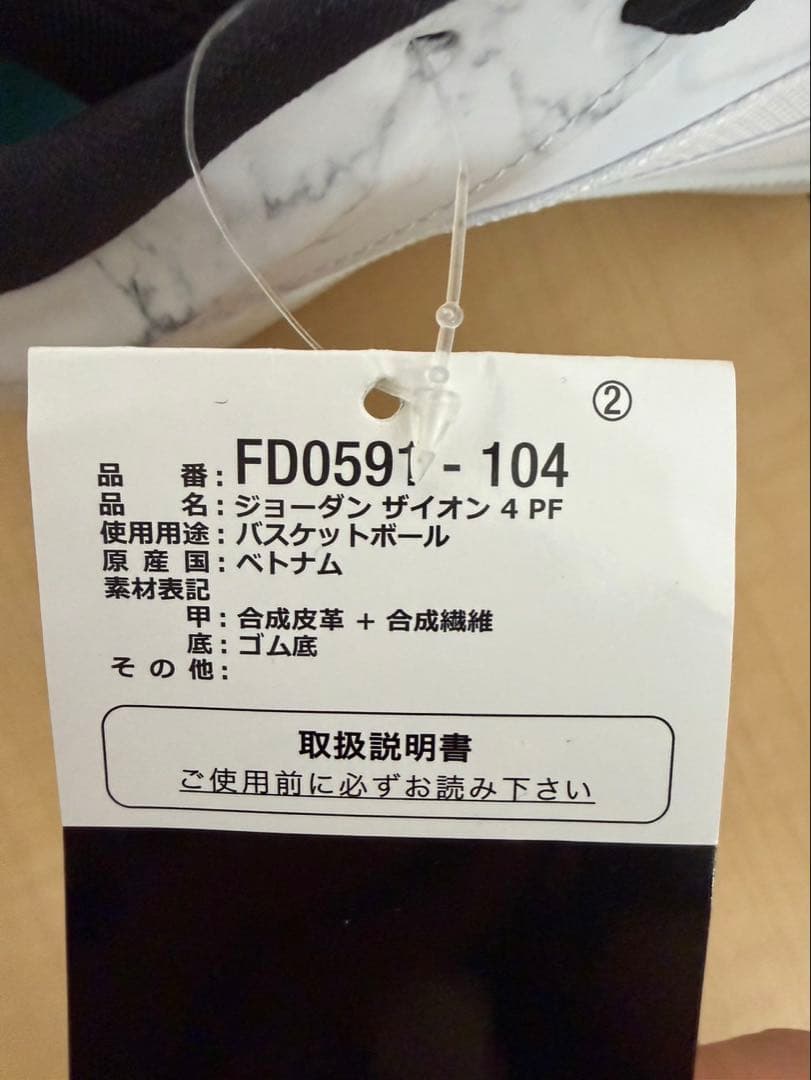 ②
品番:FD0591-104
品名:ジョーダン ザイオン 4 PF
使用用途:バスケットボール
原産国:ベトナム
素材表記
甲:合成皮革 + 合成繊維
底:ゴム底
その他:
取扱説明書
ご使用前に必ずお読み下さい